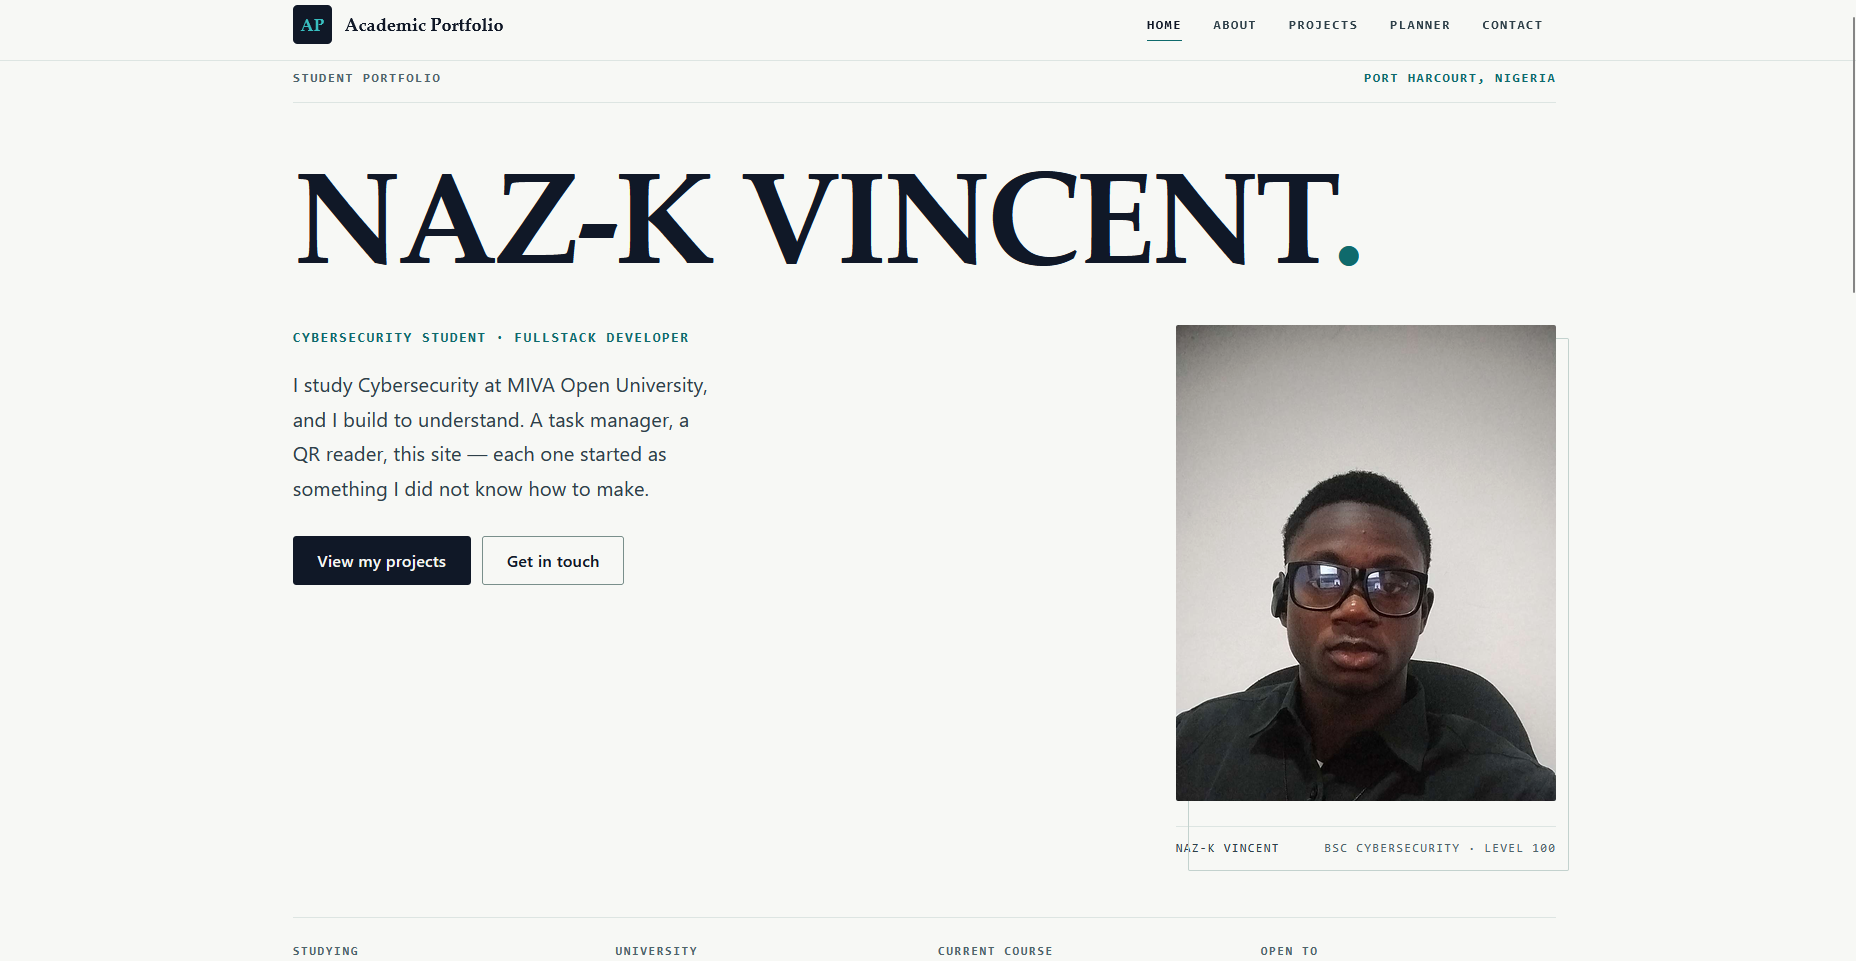 AP Academic Portfolio
HOME ABOUT PROJECTS PLANNER CONTACT
STUDENT PORTFOLIO
PORT HARCOURT, NIGERIA
NAZ-K VINCENT.
CYBERSECURITY STUDENT · FULLSTACK DEVELOPER
I study Cybersecurity at MIVA Open University,
and I build to understand. A task manager, a
QR reader, this site — each one started as
something I did not know how to make.
View my projects
Get in touch
NAZ-K VINCENT
BSC CYBERSECURITY · LEVEL 100
STUDYING
UNIVERSITY
CURRENT COURSE
OPEN TO